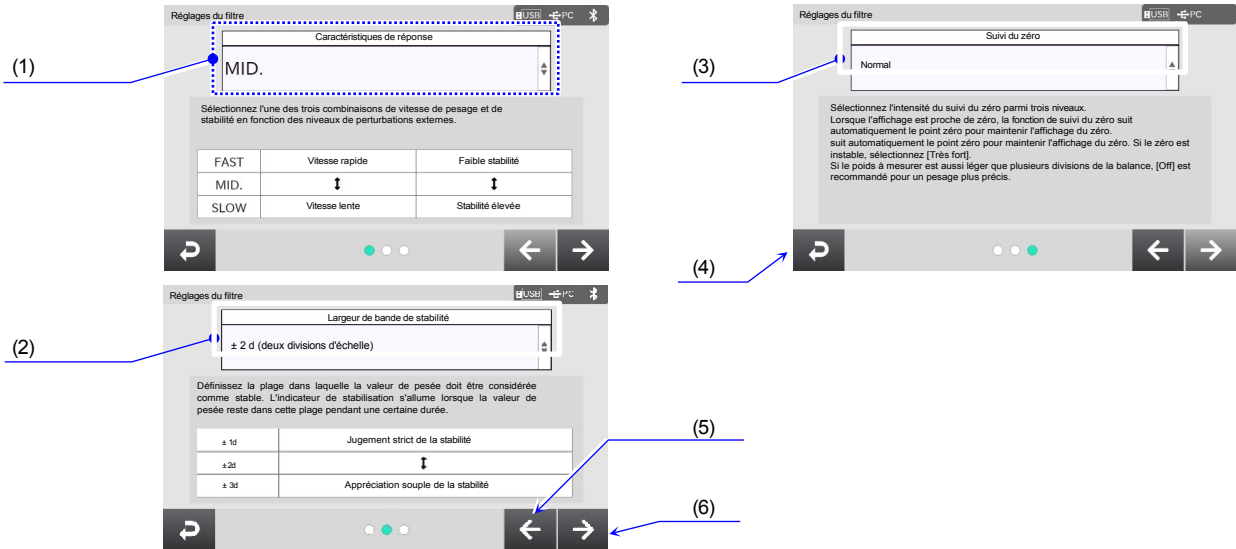 Réglages du filtre
USB PC
Caractéristiques de réponse
(1)
MID.
Sélectionnez l'une des trois combinaisons de vitesse de pesage et de
stabilité en fonction des niveaux de perturbations externes.
FAST Vitesse rapide Faible stabilité
MID.
SLOW Vitesse lente Stabilité élevée
Réglages du filtre
USB PC
Largeur de bande de stabilité
(2)
± 2 d (deux divisions d'échelle)
Définissez la plage dans laquelle la valeur de pesée doit être considérée
comme stable. L'indicateur de stabilisation s'allume lorsque la valeur de
pesée reste dans cette plage pendant une certaine durée.
± 1d Jugement strict de la stabilité
±2d
± 3d Appréciation souple de la stabilité
Réglages du filtre
USB PC
Suivi du zéro
(3)
Normal
Sélectionnez l'intensité du suivi du zéro parmi trois niveaux.
Lorsque l'affichage est proche de zéro, la fonction de suivi du zéro suit
automatiquement le point zéro pour maintenir l'affichage du zéro.
suit automatiquement le point zéro pour maintenir l'affichage du zéro. Si le zéro est
instable, sélectionnez [Très fort].
Si le poids à mesurer est aussi léger que plusieurs divisions de la balance, [Off] est
recommandé pour un pesage plus précis.
(4)
(5)
(6)